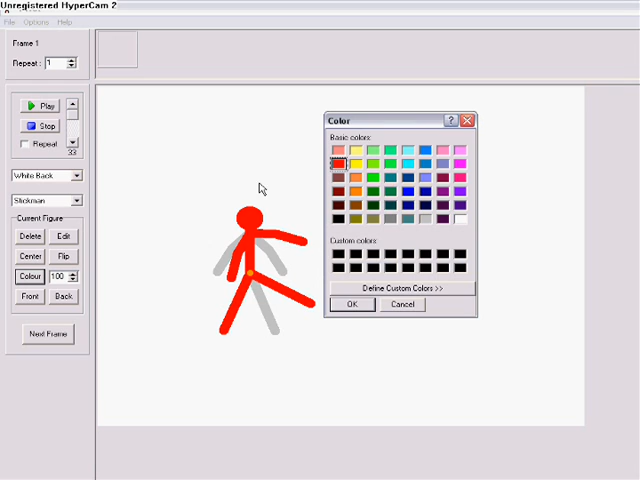 Unregistered HyperCam 2
File Options Help
Frame 1
Repeat : 1
Play
Stop
Repeat
33
White Back
Stickman
Current Figure
Delete Edit
Center Flip
Colour 100
Front Back
Next Frame
Color
Basic colors:
Custom colors:
Define Custom Colors >>
OK Cancel